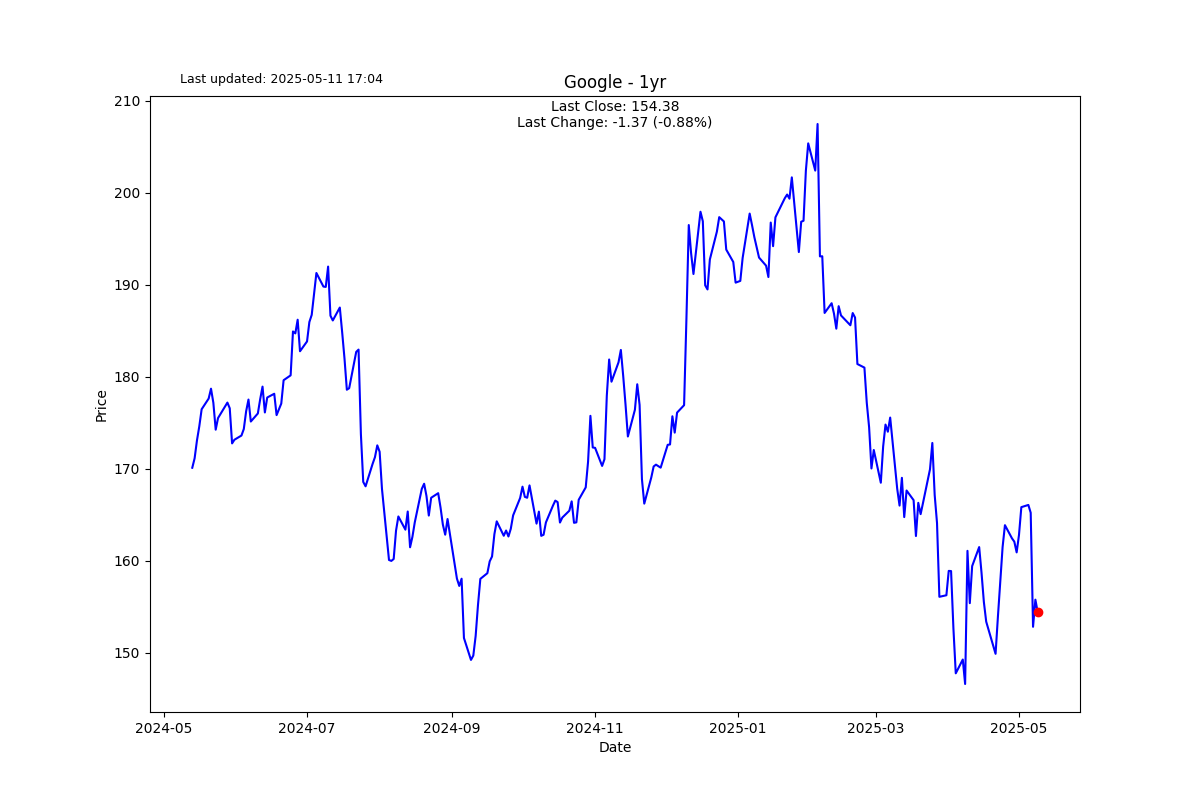 Last updated: 2025-05-11 17:04
Google - 1yr
Last Close: 154.38
Last Change: -1.37 (-0.88%)
210
200
190
180
170
160
150
Price
2024-05
2024-07
2024-09
2024-11
2025-01
2025-03
2025-05
Date